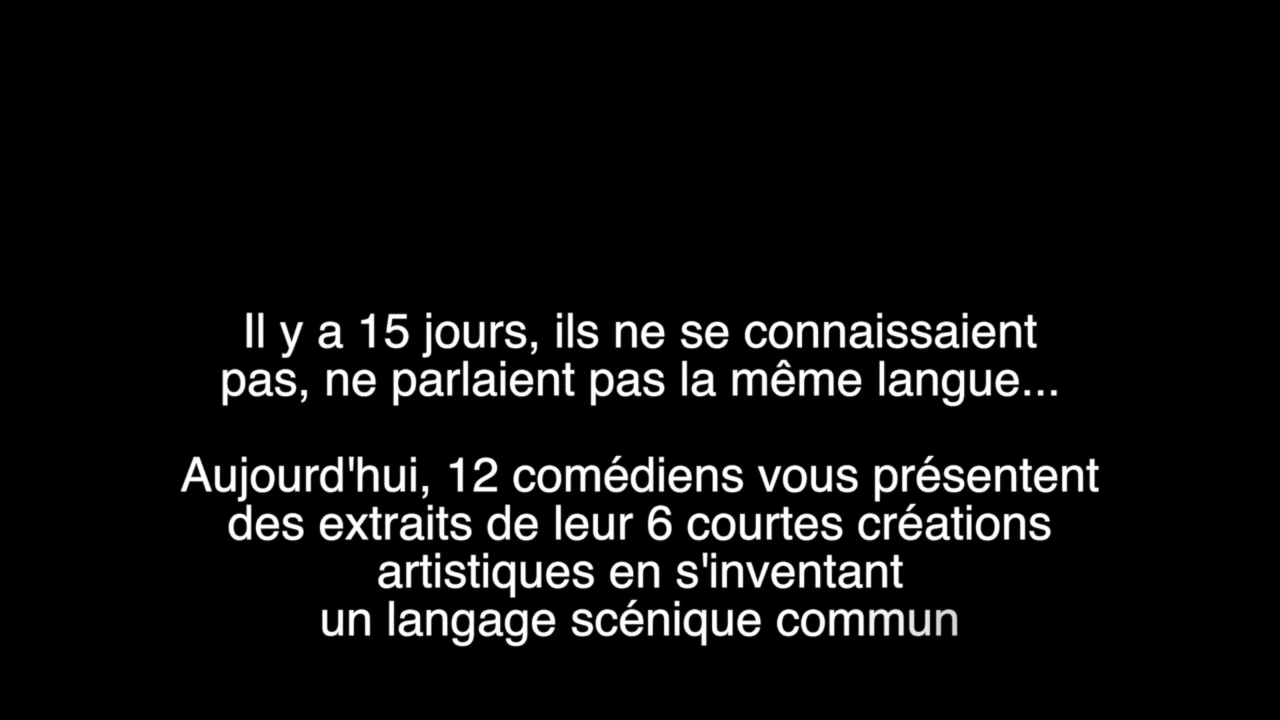 Il y a 15 jours, ils ne se connaissaient
pas, ne parlaient pas la même langue...
Aujourd'hui, 12 comédiens vous présentent
des extraits de leur 6 courtes créations
artistiques en s'inventant
un langage scénique commun